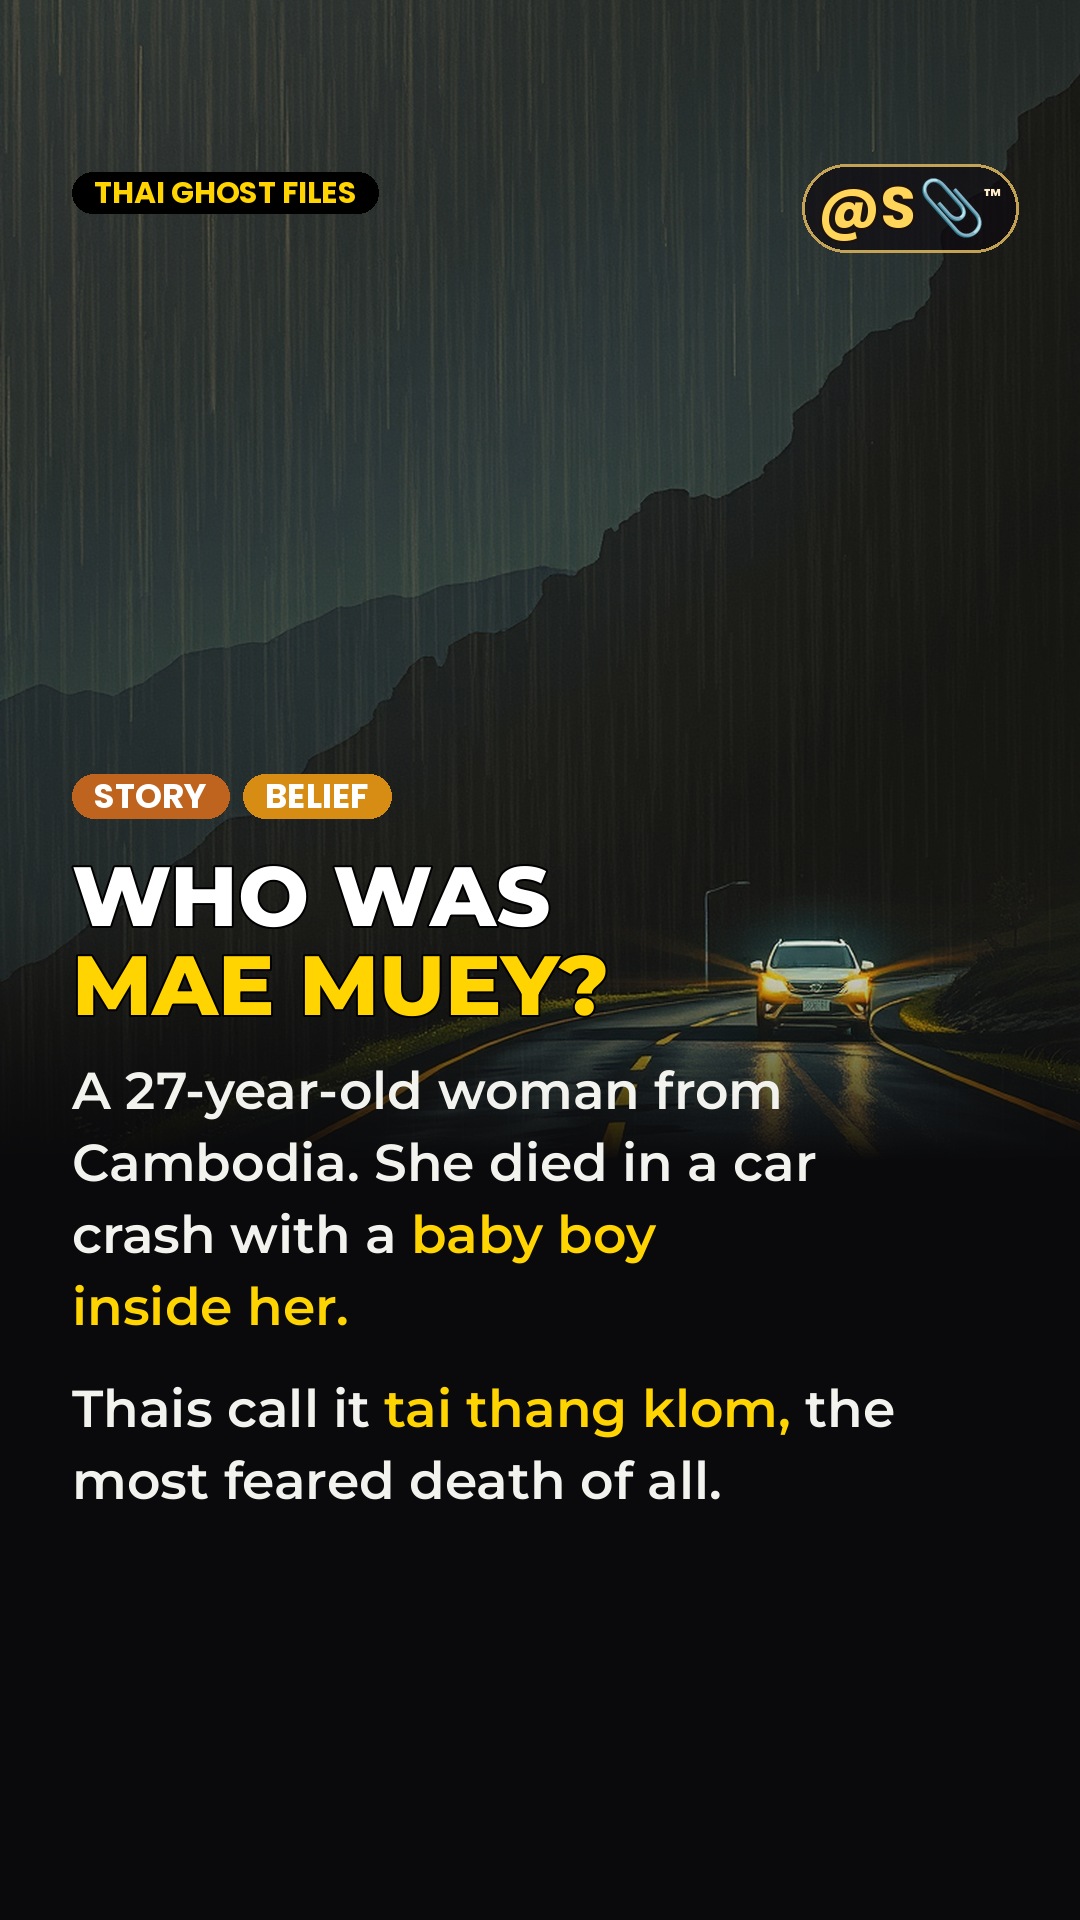 THAI GHOST FILES
@S ™
STORY
BELIEF
WHO WAS
MAE MUEY?
A 27-year-old woman from
Cambodia. She died in a car
crash with a baby boy
inside her.
Thais call it tai thang klom, the
most feared death of all.